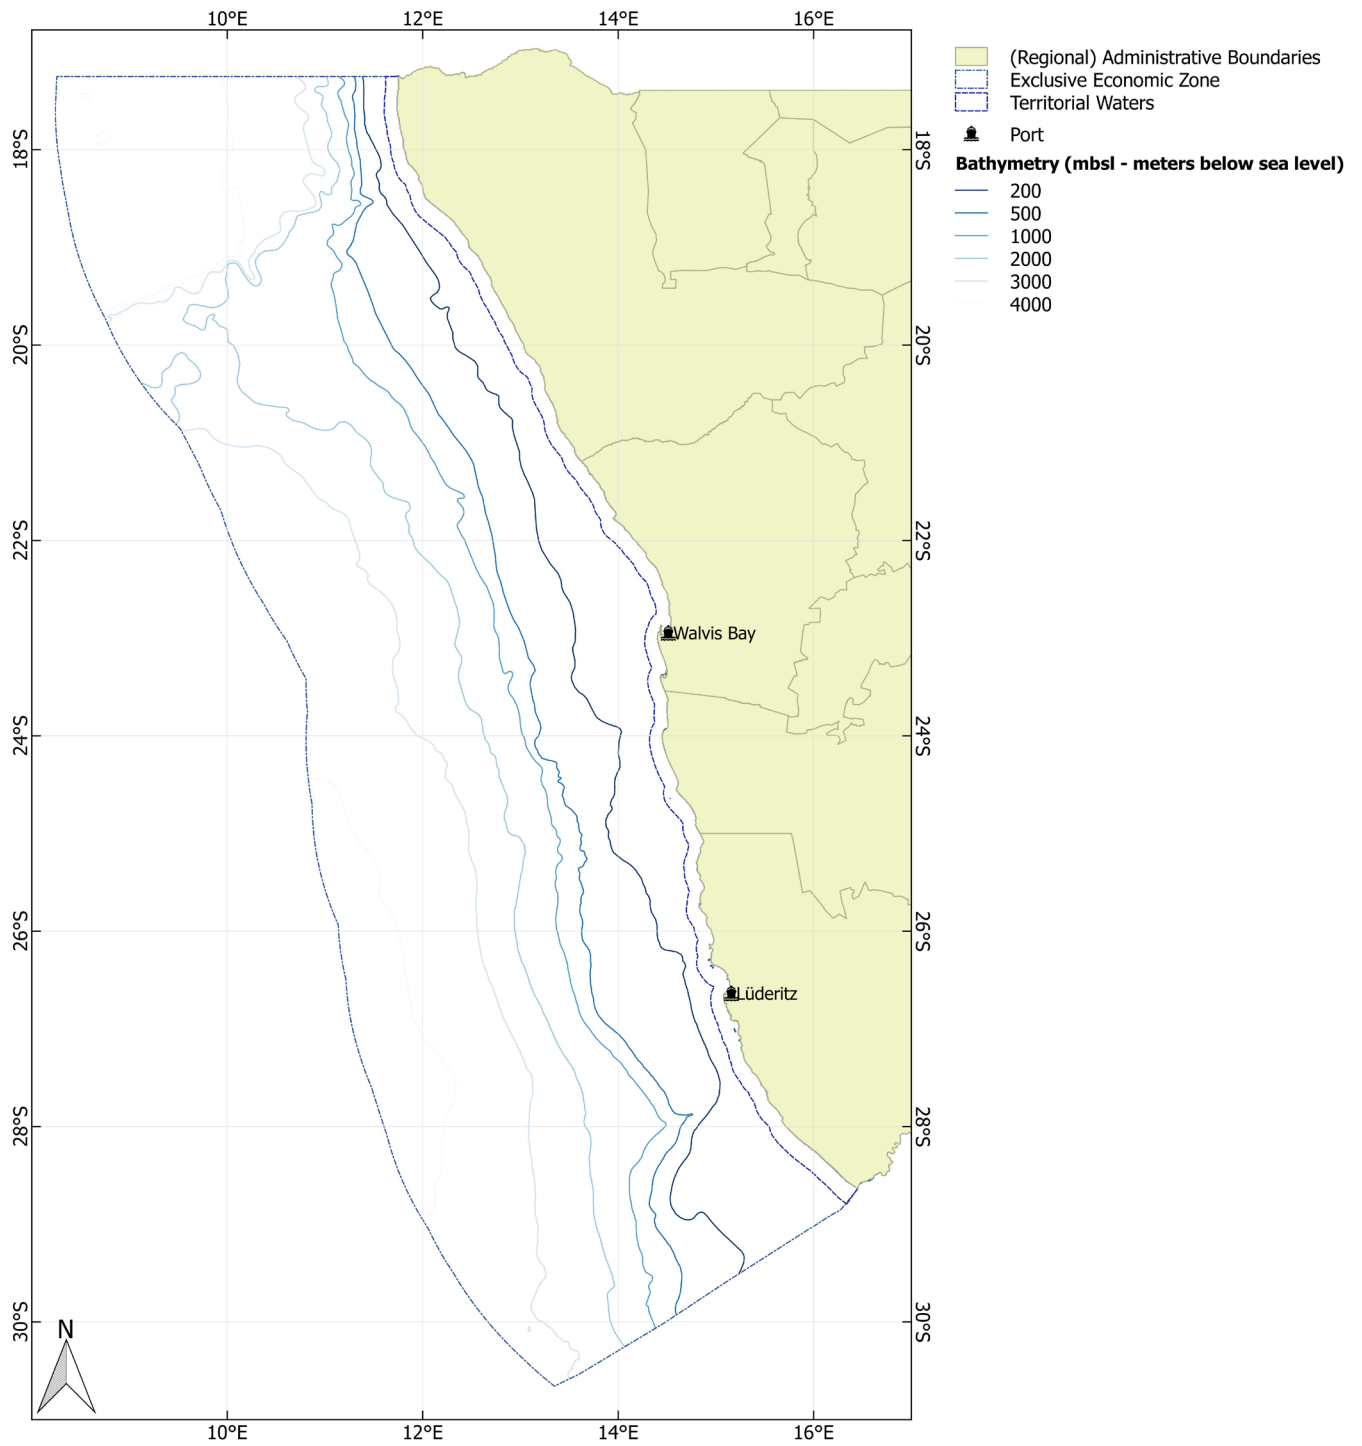 10°E 12°E 14°E 16°E
(Regional) Administrative Boundaries
Exclusive Economic Zone
Territorial Waters
Port
Bathymetry (mbsl - meters below sea level)
200
500
1000
2000
3000
4000
18°S 18°S
20°S 20°S
22°S 22°S
Walvis Bay
24°S 24°S
26°S 26°S
Lüderitz
28°S 28°S
30°S 30°S
N
10°E 12°E 14°E 16°E